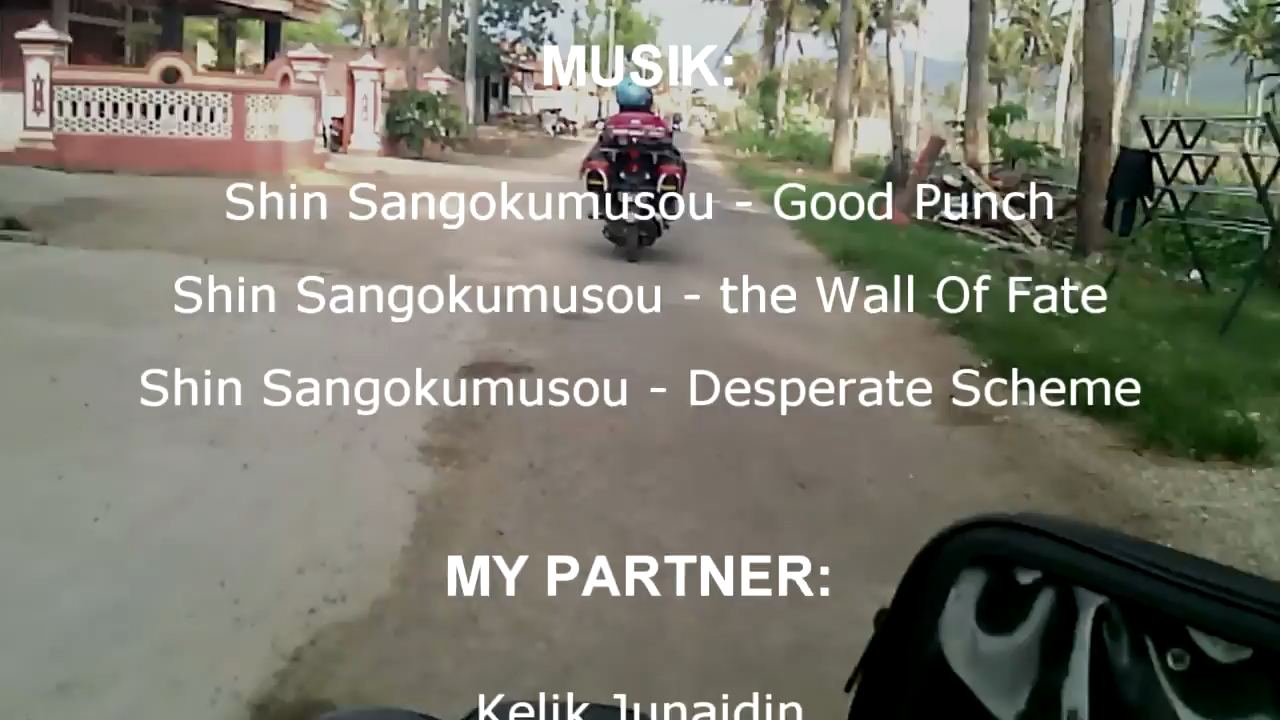 MUSIK:
Shin Sangokumusou - Good Punch
Shin Sangokumusou - the Wall Of Fate
Shin Sangokumusou - Desperate Scheme
MY PARTNER:
Kelik Junaidin